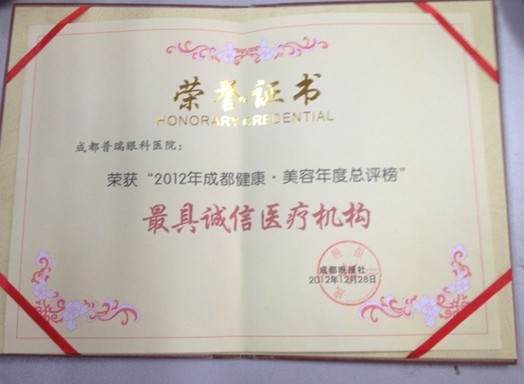 荣誉证书
HONORARY CREDENTIAL
成都普瑞眼科医院：
荣获“2012年成都健康·美容年度总评榜”
最具诚信医疗机构
成都晚报社
2012年12月28日